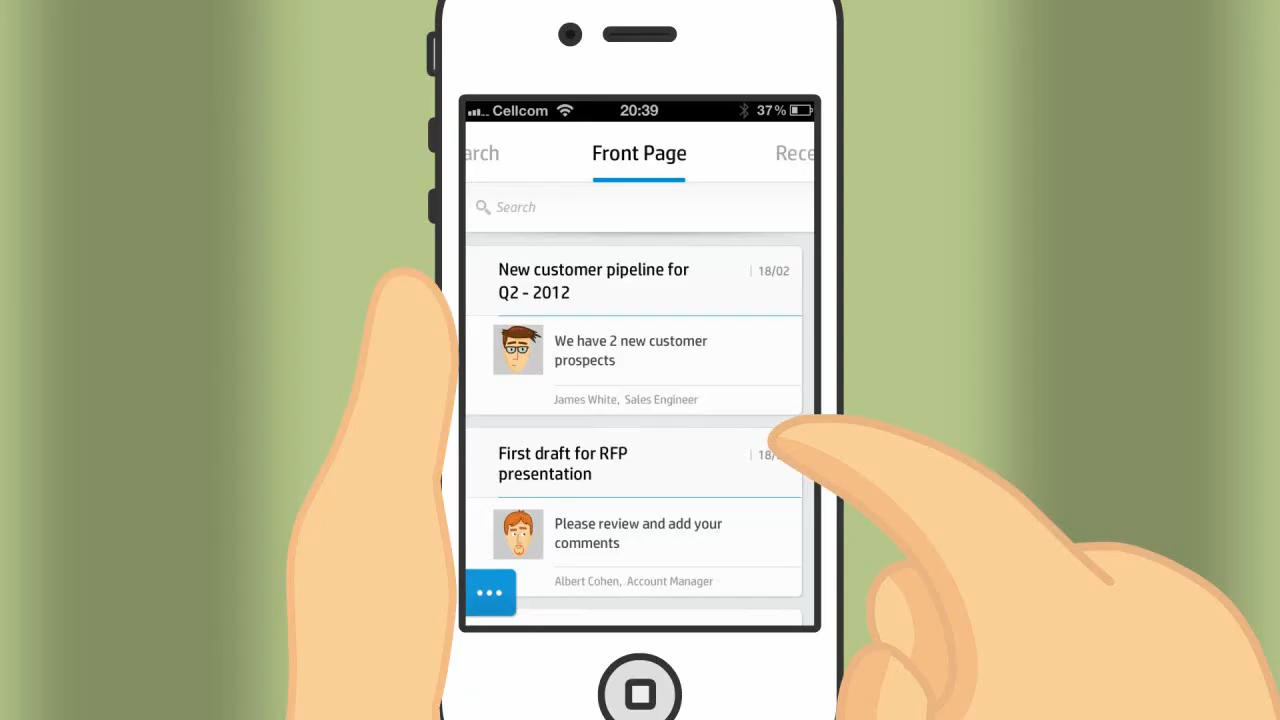 Cellcom 20:39 37%
arch Front Page Rece
Search
New customer pipeline for 18/02
Q2 - 2012
We have 2 new customer
prospects
James White, Sales Engineer
First draft for RFP 18/
presentation
Please review and add your
comments
Albert Cohen, Account Manager